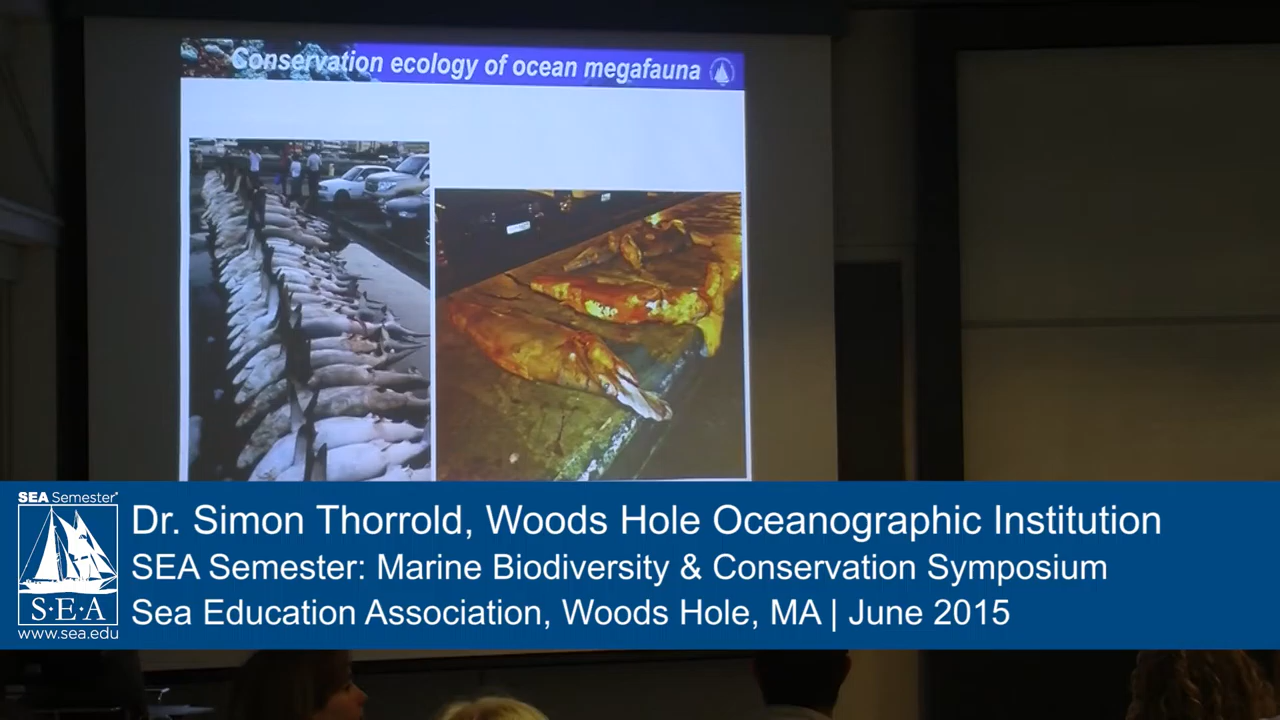 Conservation ecology of ocean megafauna
SEA Semester®
S·E·A
www.sea.edu
Dr. Simon Thorrold, Woods Hole Oceanographic Institution
SEA Semester: Marine Biodiversity & Conservation Symposium
Sea Education Association, Woods Hole, MA | June 2015